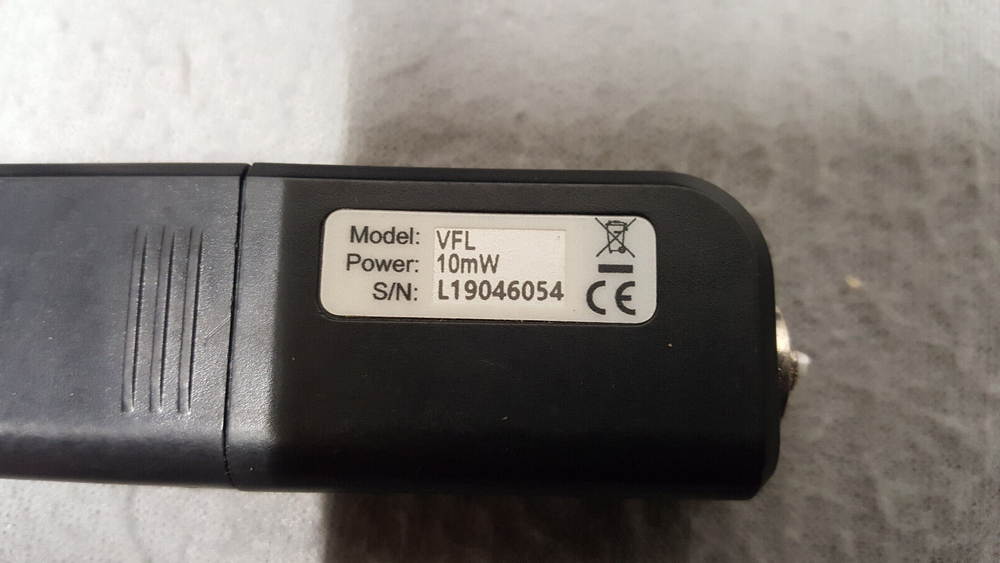 Model: VFL
Power: 10mW
S/N: L19046054
CE